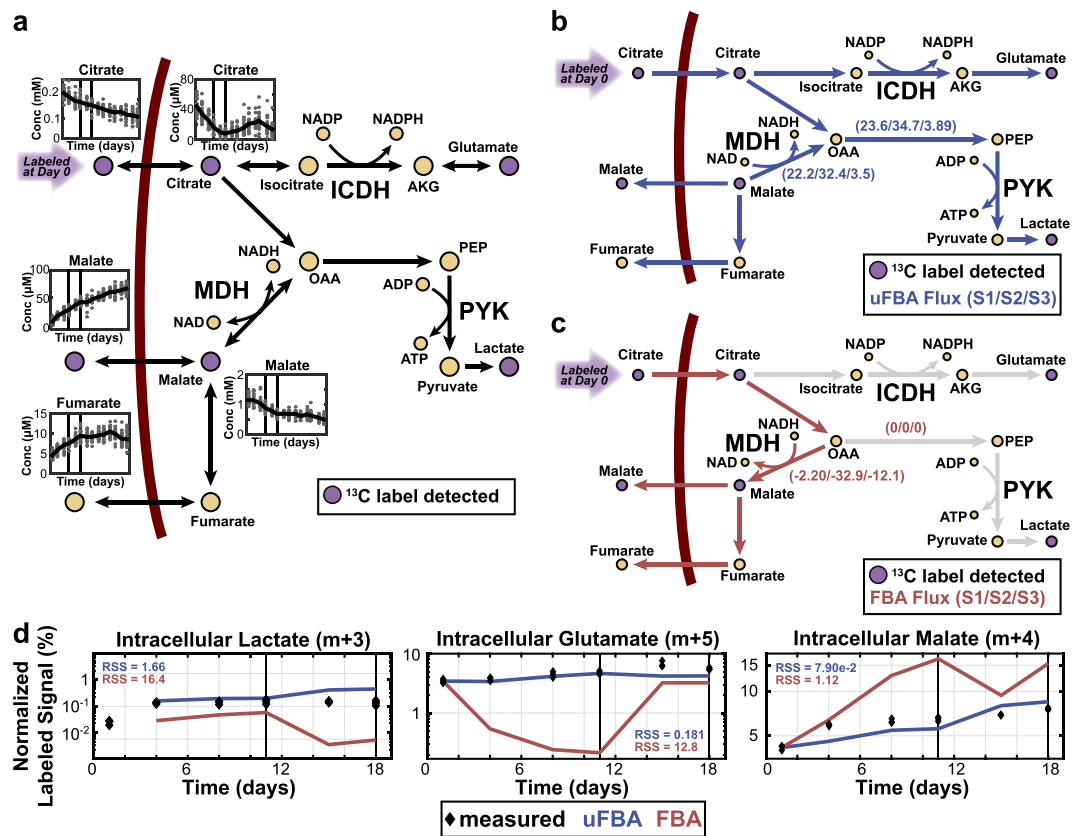 a
Citrate
0.2
0.1
0
Conc (mM)
Time (days)
Citrate
80
40
0
Conc (µM)
Time (days)
NADP
NADPH
Labeled
at Day 0
Citrate
Isocitrate
ICDH
AKG
Glutamate
NADH
OAA
MDH
NAD
PEP
ADP
PYK
ATP
Pyruvate
Lactate
Malate
100
50
0
Conc (µM)
Time (days)
Malate
Malate
2
1
0
Conc (mM)
Time (days)
Fumarate
15
10
5
0
Conc (µM)
Time (days)
Fumarate
¹³C label detected
b
Labeled
at Day 0
Citrate
Citrate
NADP
NADPH
Isocitrate
ICDH
AKG
Glutamate
NADH
MDH
NAD
OAA
(23.6/34.7/3.89)
(22.2/32.4/3.5)
PEP
ADP
PYK
ATP
Pyruvate
Lactate
Malate
Malate
Fumarate
Fumarate
¹³C label detected
uFBA Flux (S1/S2/S3)
c
Labeled
at Day 0
Citrate
Citrate
NADP
NADPH
Isocitrate
ICDH
AKG
Glutamate
NADH
MDH
NAD
OAA
(0/0/0)
(-2.20/-32.9/-12.1)
PEP
ADP
PYK
ATP
Pyruvate
Lactate
Malate
Malate
Fumarate
Fumarate
¹³C label detected
FBA Flux (S1/S2/S3)
d
Normalized
Labeled Signal (%)
Intracellular Lactate (m+3)
RSS = 1.66
RSS = 16.4
1
10⁻¹
10⁻²
0 6 12 18
Time (days)
Intracellular Glutamate (m+5)
10
1
RSS = 0.181
RSS = 12.8
0 6 12 18
Time (days)
Intracellular Malate (m+4)
RSS = 7.90e-2
RSS = 1.12
15
10
5
0 6 12 18
Time (days)
measured uFBA FBA